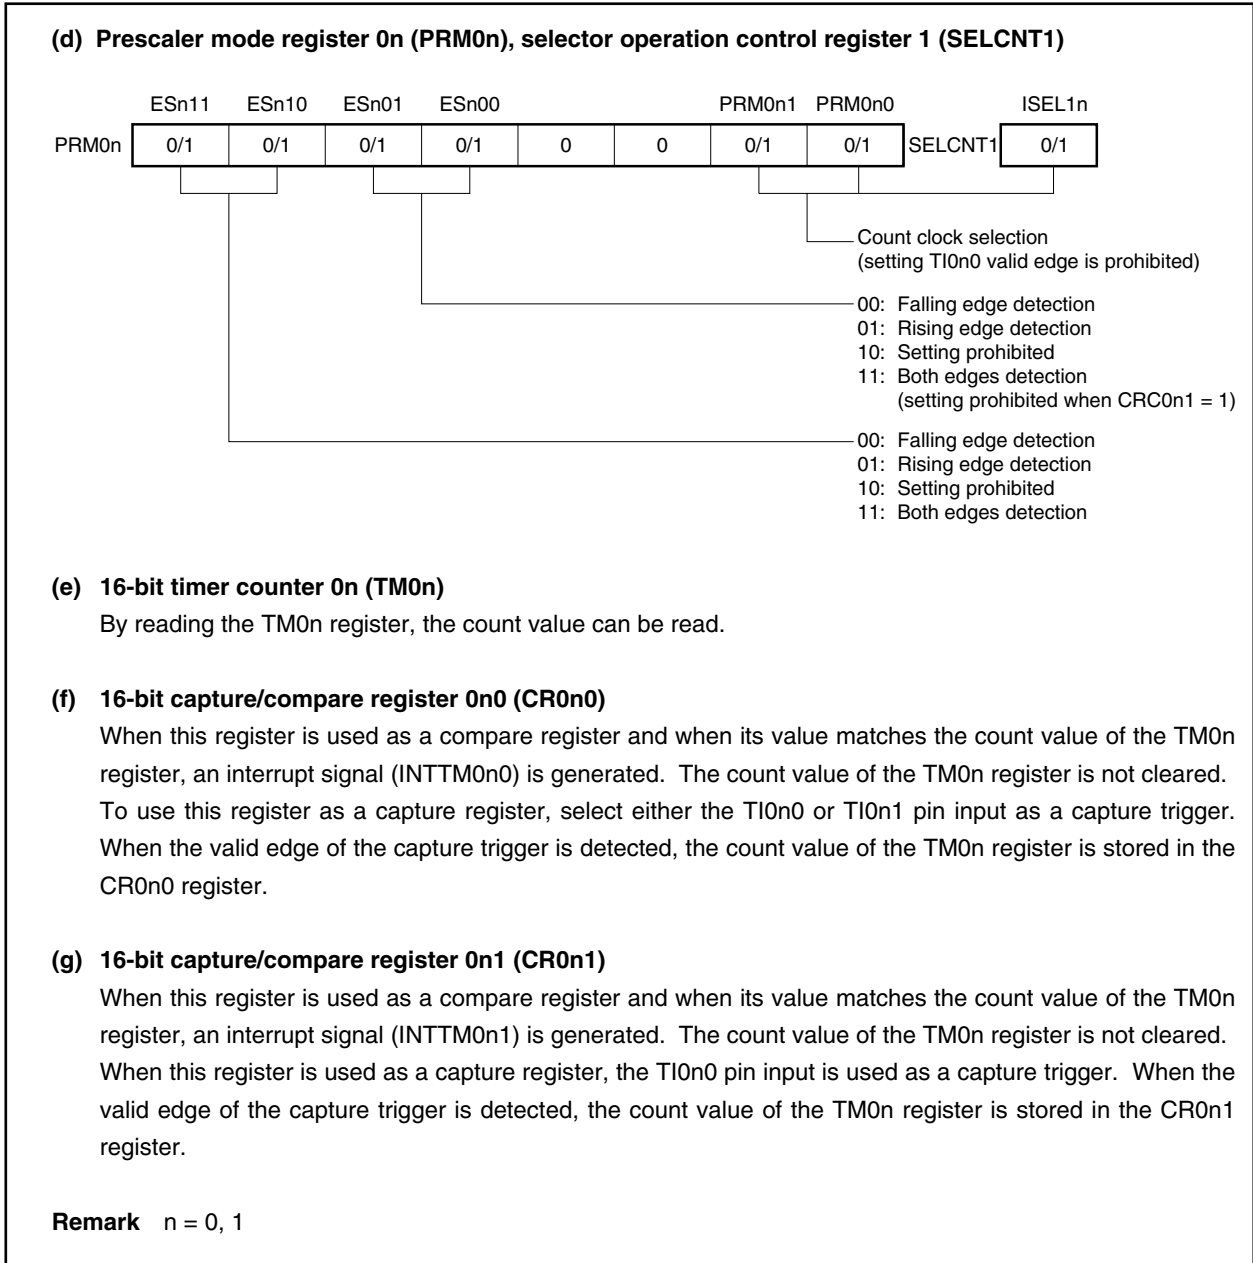 (d) Prescaler mode register 0n (PRM0n), selector operation control register 1 (SELCNT1)
ESn11 ESn10 ESn01 ESn00 PRM0n1 PRM0n0 ISEL1n
PRM0n 0/1 0/1 0/1 0/1 0 0 0/1 0/1 SELCNT1 0/1
Count clock selection
(setting TI0n0 valid edge is prohibited)
00: Falling edge detection
01: Rising edge detection
10: Setting prohibited
11: Both edges detection
(setting prohibited when CRC0n1 = 1)
00: Falling edge detection
01: Rising edge detection
10: Setting prohibited
11: Both edges detection
(e) 16-bit timer counter 0n (TM0n)
By reading the TM0n register, the count value can be read.
(f) 16-bit capture/compare register 0n0 (CR0n0)
When this register is used as a compare register and when its value matches the count value of the TM0n
register, an interrupt signal (INTTM0n0) is generated. The count value of the TM0n register is not cleared.
To use this register as a capture register, select either the TI0n0 or TI0n1 pin input as a capture trigger.
When the valid edge of the capture trigger is detected, the count value of the TM0n register is stored in the
CR0n0 register.
(g) 16-bit capture/compare register 0n1 (CR0n1)
When this register is used as a compare register and when its value matches the count value of the TM0n
register, an interrupt signal (INTTM0n1) is generated. The count value of the TM0n register is not cleared.
When this register is used as a capture register, the TI0n0 pin input is used as a capture trigger. When the
valid edge of the capture trigger is detected, the count value of the TM0n register is stored in the CR0n1
register.
Remark n = 0, 1